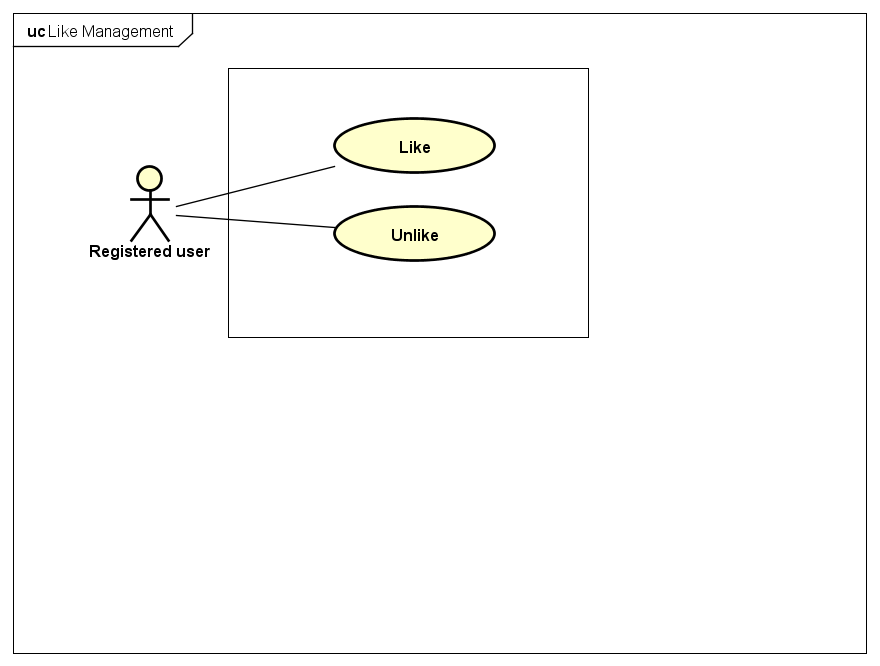 uc Like Management
Like
Unlike
Registered user